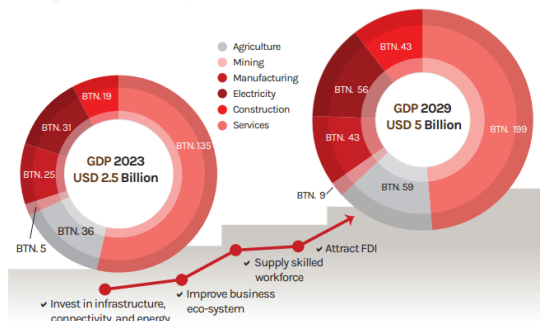 Agriculture
Mining
Manufacturing
Electricity
Construction
Services
BTN. 19
BTN. 31
BTN. 25
BTN. 5
BTN. 36
BTN. 135
GDP 2023
USD 2.5 Billion
BTN. 43
BTN. 56
BTN. 43
BTN. 9
BTN. 59
BTN. 199
GDP 2029
USD 5 Billion
✓ Invest in infrastructure,
connectivity, and energy
✓ Improve business
eco-system
✓ Supply skilled
workforce
✓ Attract FDI